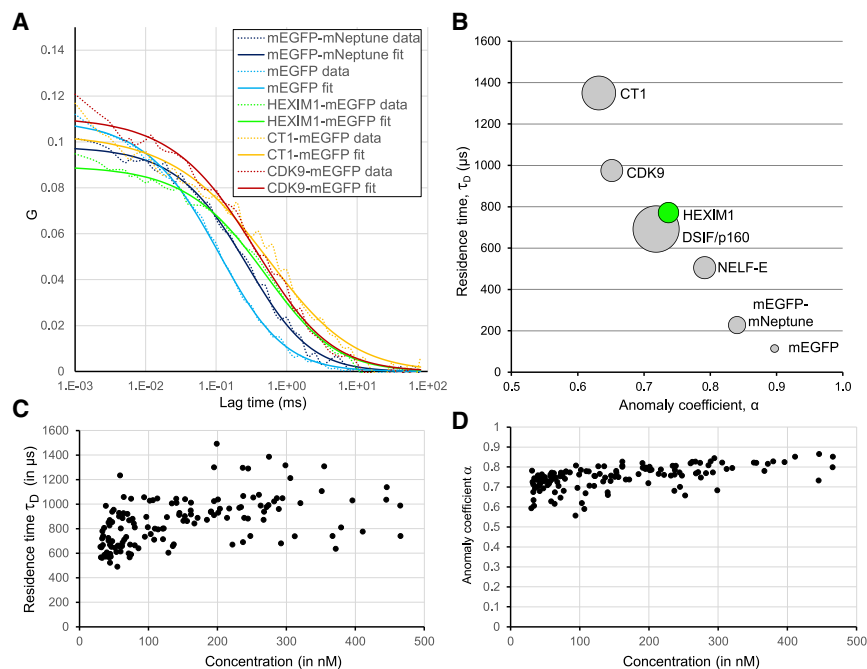 A
G
0.14
0.12
0.1
0.08
0.06
0.04
0.02
0
1.E−03
1.E−02
1.E−01
1.E+00
1.E+01
1.E+02
Lag time (ms)
mEGFP-mNeptune data
mEGFP-mNeptune fit
mEGFP data
mEGFP fit
HEXIM1-mEGFP data
HEXIM1-mEGFP fit
CT1-mEGFP data
CT1-mEGFP fit
CDK9-mEGFP data
CDK9-mEGFP fit
B
Residence time, τD (µs)
1600
1400
1200
1000
800
600
400
200
0
0.5
0.6
0.7
0.8
0.9
1.0
Anomaly coefficient, α
CT1
CDK9
HEXIM1
DSIF/p160
NELF-E
mEGFP-
mNeptune
mEGFP
C
Residence time τD (in µs)
1600
1400
1200
1000
800
600
400
200
0
0
100
200
300
400
500
Concentration (in nM)
D
Anomaly coefficient α
1
0.9
0.8
0.7
0.6
0.5
0.4
0.3
0.2
0.1
0
0
100
200
300
400
500
Concentration (in nM)